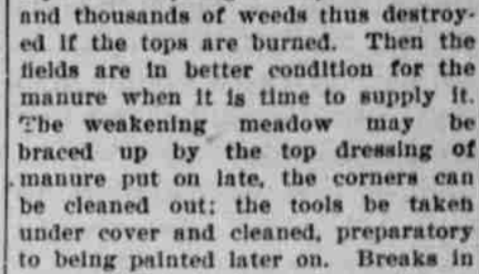 and thousands of weeds thus destroy-
ed if the tops are burned. Then the
fields are in better condition for the
manure when it is time to supply it.
The weakening meadow may be
braced up by the top dressing of
manure put on late, the corners can
be cleaned out; the tools be taken
under cover and cleaned, preparatory
to being painted later on. Breaks in